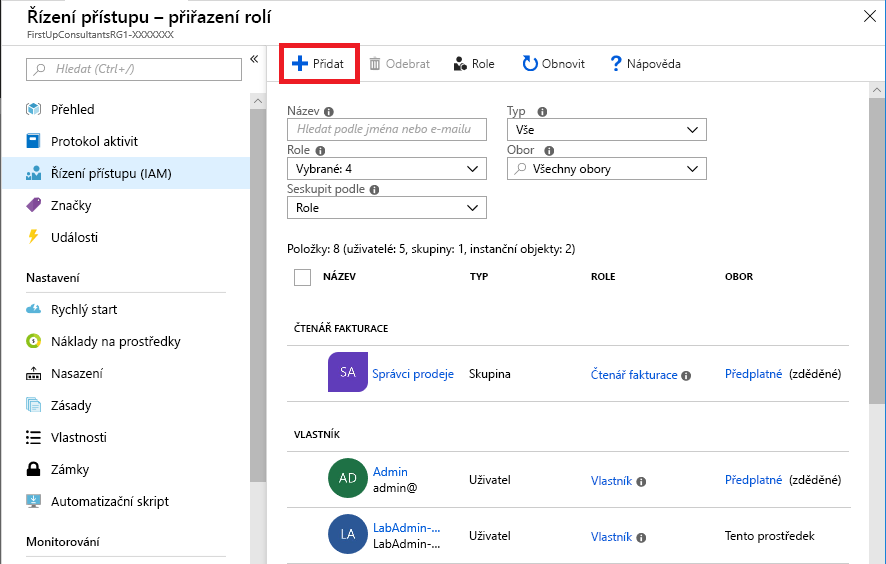 Řízení přístupu – přiřazení rolí
FirstUpConsultantsRG1-XXXXXXX
Hledat (Ctrl+/)
Přehled
Protokol aktivit
Řízení přístupu (IAM)
Značky
Události
Nastavení
Rychlý start
Náklady na prostředky
Nasazení
Zásady
Vlastnosti
Zámky
Automatizační skript
Monitorování
Přidat Odebrat Role Obnovit Nápověda
Název Typ
Hledat podle jména nebo e-mailu Vše
Role Obor
Vybrané: 4 Všechny obory
Seskupit podle
Role
Položky: 8 (uživatelé: 5, skupiny: 1, instanční objekty: 2)
NÁZEV TYP ROLE OBOR
ČTENÁŘ FAKTURACE
SA Správci prodeje Skupina Čtenář fakturace Předplatné (zděděné)
VLASTNÍK
AD Admin Uživatel Vlastník Předplatné (zděděné)
admin@
LA LabAdmin-... Uživatel Vlastník Tento prostředek
LabAdmin-...